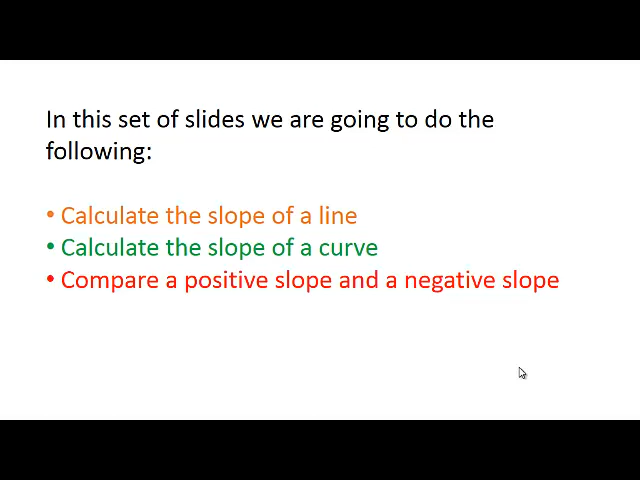 In this set of slides we are going to do the
following:
• Calculate the slope of a line
• Calculate the slope of a curve
• Compare a positive slope and a negative slope